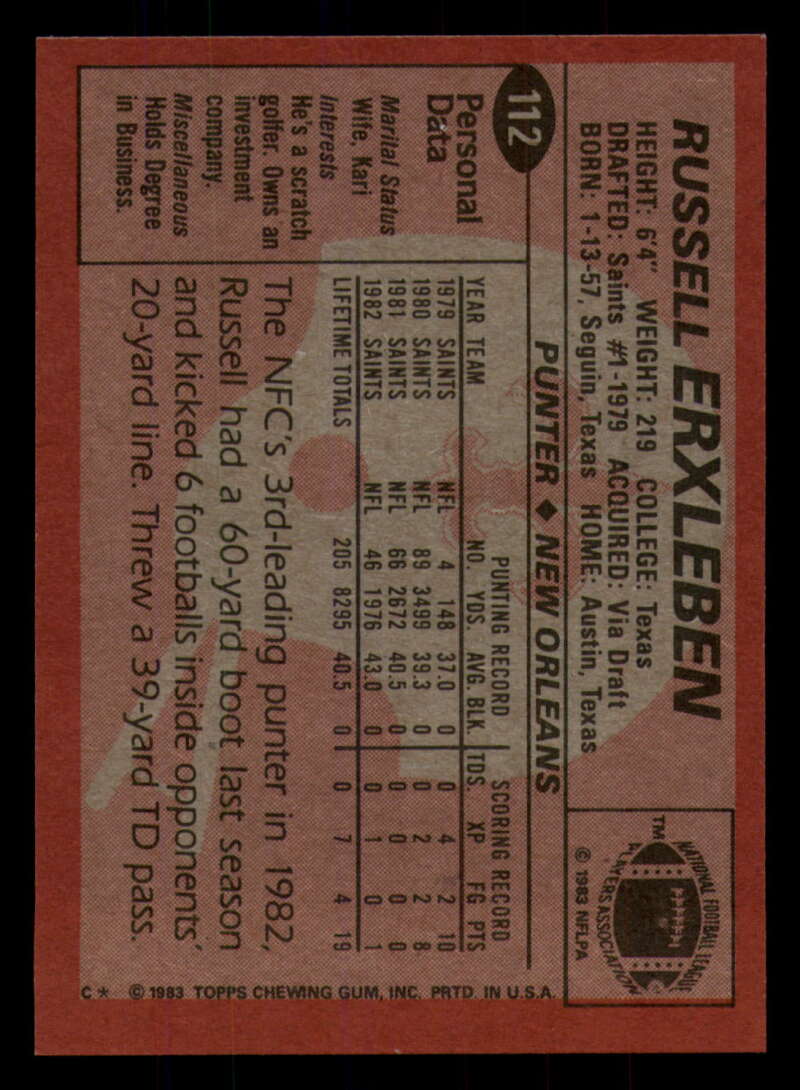 RUSSELL ERXLEBEN
HEIGHT: 6'4" WEIGHT: 219 COLLEGE: Texas
DRAFTED: Saints #1-1979 ACQUIRED: Via Draft
BORN: 1-13-57, Seguin, Texas HOME: Austin, Texas
NATIONAL FOOTBALL LEAGUE
PLAYERS ASSOCIATION
TM
© 1983 NFLPA
112
PUNTER ♦ NEW ORLEANS
Personal
Data
Marital Status
Wife, Kari
Interests
He's a scratch
golfer. Owns an
investment
company.
Miscellaneous
Holds Degree
in Business.
PUNTING RECORD SCORING RECORD
YEAR TEAM NO. YDS. AVG. BLK. TDS. XP FG PTS
1979 SAINTS NFL 4 148 37.0 0 0 4 2 10
1980 SAINTS NFL 89 3499 39.3 0 0 2 2 8
1981 SAINTS NFL 66 2672 40.5 0 0 0 0 0
1982 SAINTS NFL 46 1976 43.0 0 0 1 0 1
LIFETIME TOTALS 205 8295 40.5 0 0 7 4 19
The NFC's 3rd-leading punter in 1982,
Russell had a 60-yard boot last season
and kicked 6 footballs inside opponents'
20-yard line. Threw a 39-yard TD pass.
C* © 1983 TOPPS CHEWING GUM, INC. PRTD. IN U.S.A.